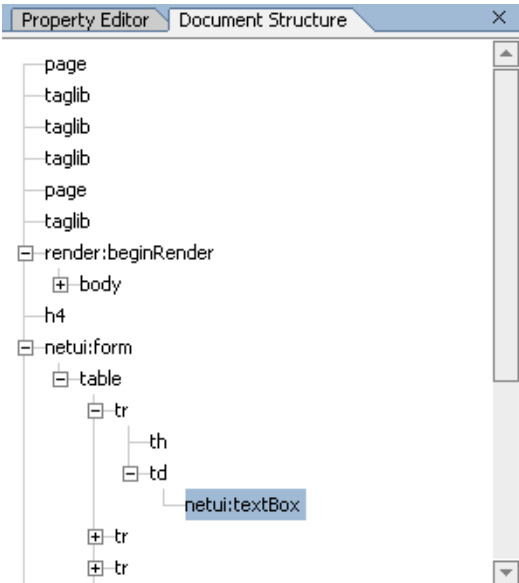 Property Editor Document Structure
page
taglib
taglib
taglib
page
taglib
render:beginRender
body
h4
netui:form
table
tr
th
td
netui:textBox
tr
tr